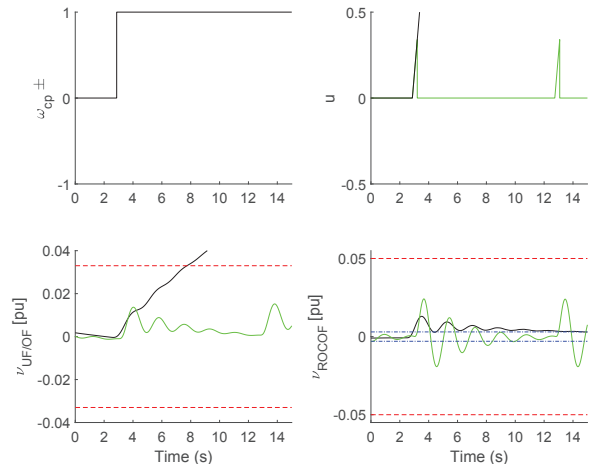 1
0
-1
ω_cp ±
0 2 4 6 8 10 12 14
0.5
0
-0.5
u
0 2 4 6 8 10 12 14
0.04
0.02
0
-0.02
-0.04
ν_UF/OF [pu]
0 2 4 6 8 10 12 14
Time (s)
0.05
0
-0.05
ν_ROCOF [pu]
0 2 4 6 8 10 12 14
Time (s)